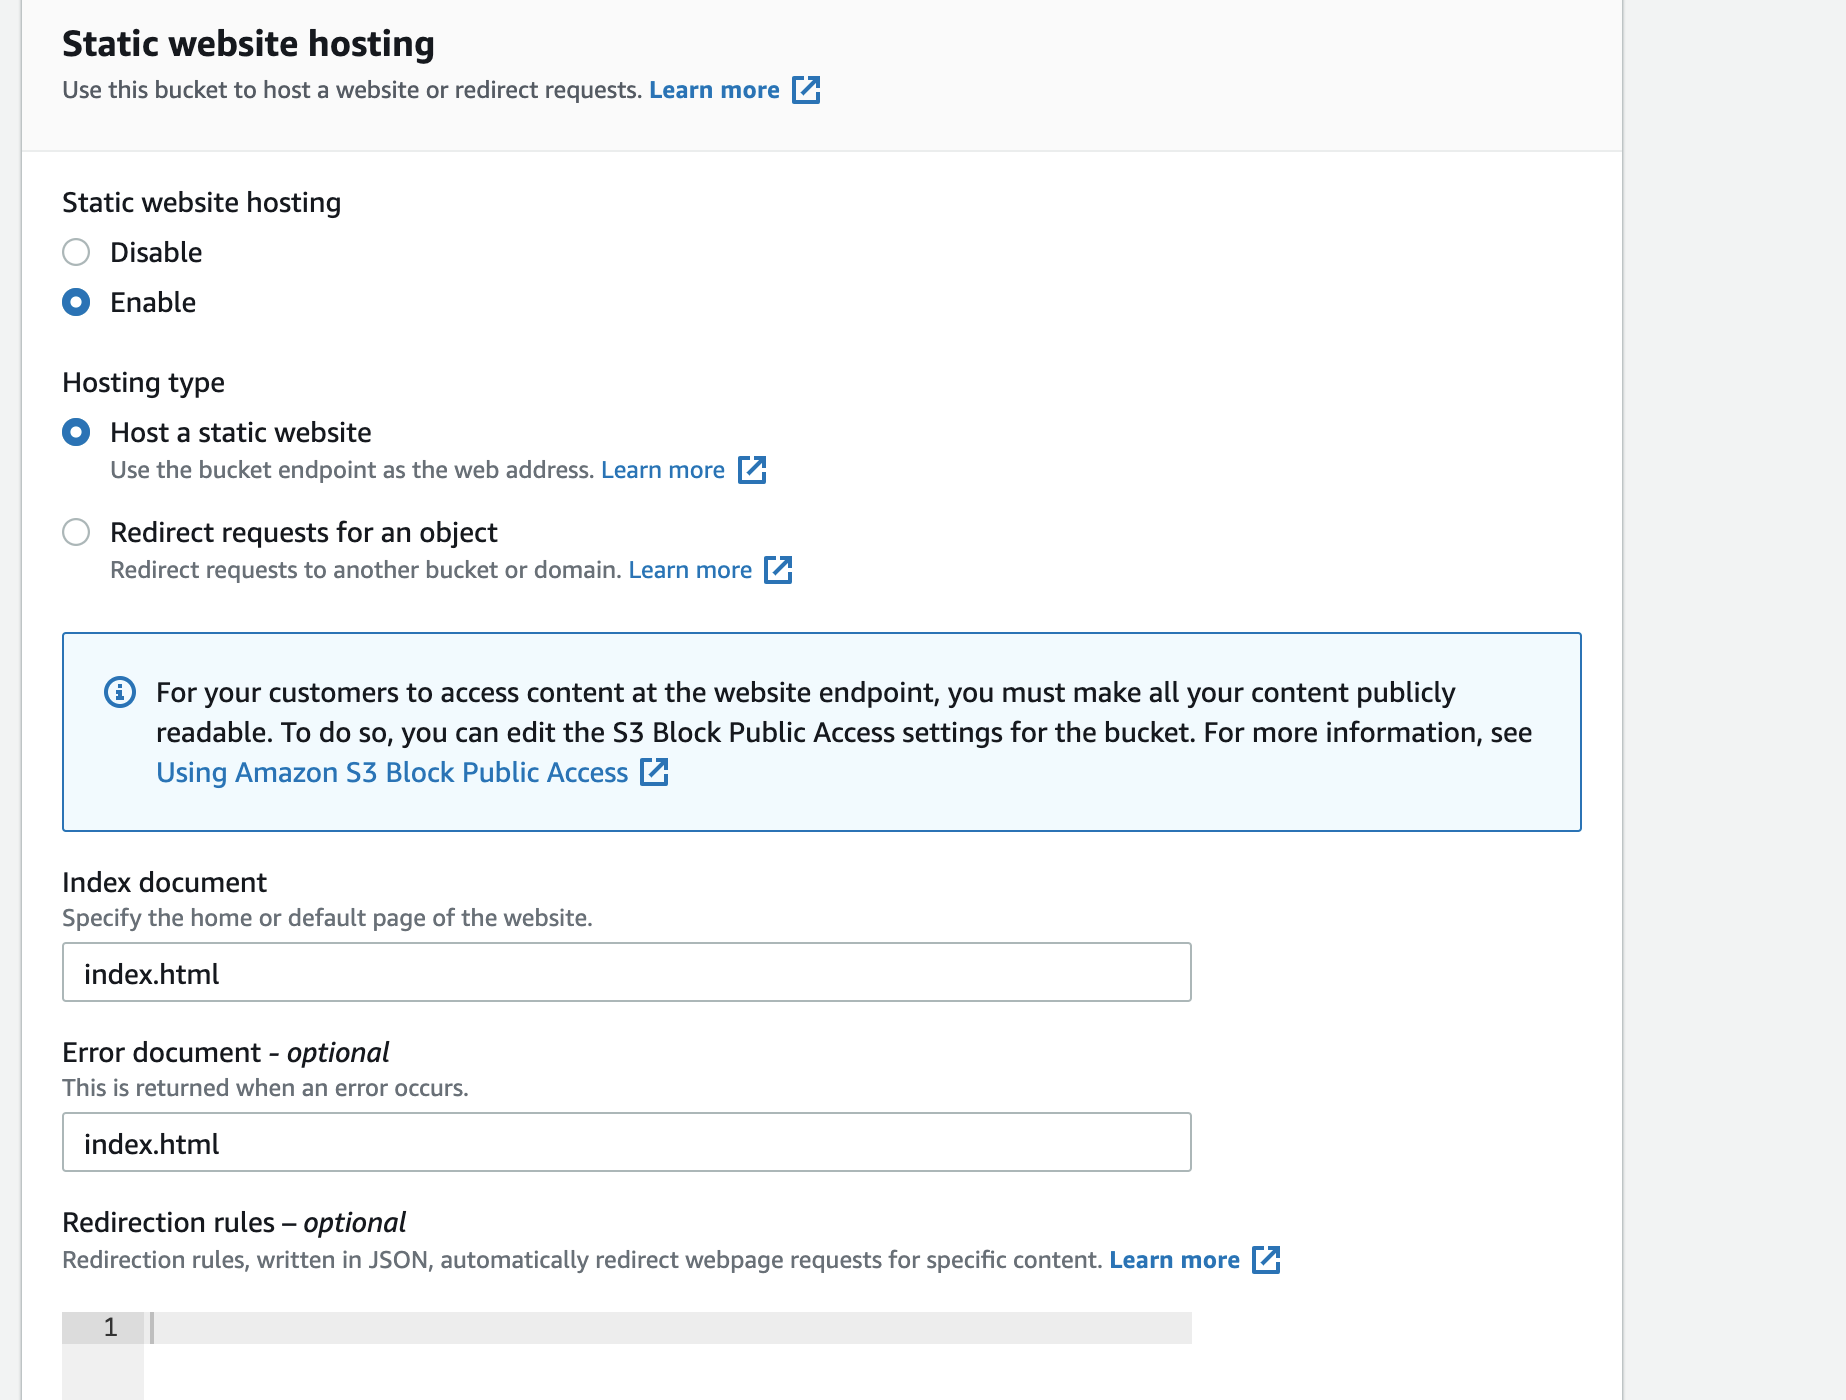 Static website hosting
Use this bucket to host a website or redirect requests. Learn more
Static website hosting
Disable
Enable
Hosting type
Host a static website
Use the bucket endpoint as the web address. Learn more
Redirect requests for an object
Redirect requests to another bucket or domain. Learn more
For your customers to access content at the website endpoint, you must make all your content publicly
readable. To do so, you can edit the S3 Block Public Access settings for the bucket. For more information, see
Using Amazon S3 Block Public Access
Index document
Specify the home or default page of the website.
index.html
Error document - optional
This is returned when an error occurs.
index.html
Redirection rules – optional
Redirection rules, written in JSON, automatically redirect webpage requests for specific content. Learn more
1